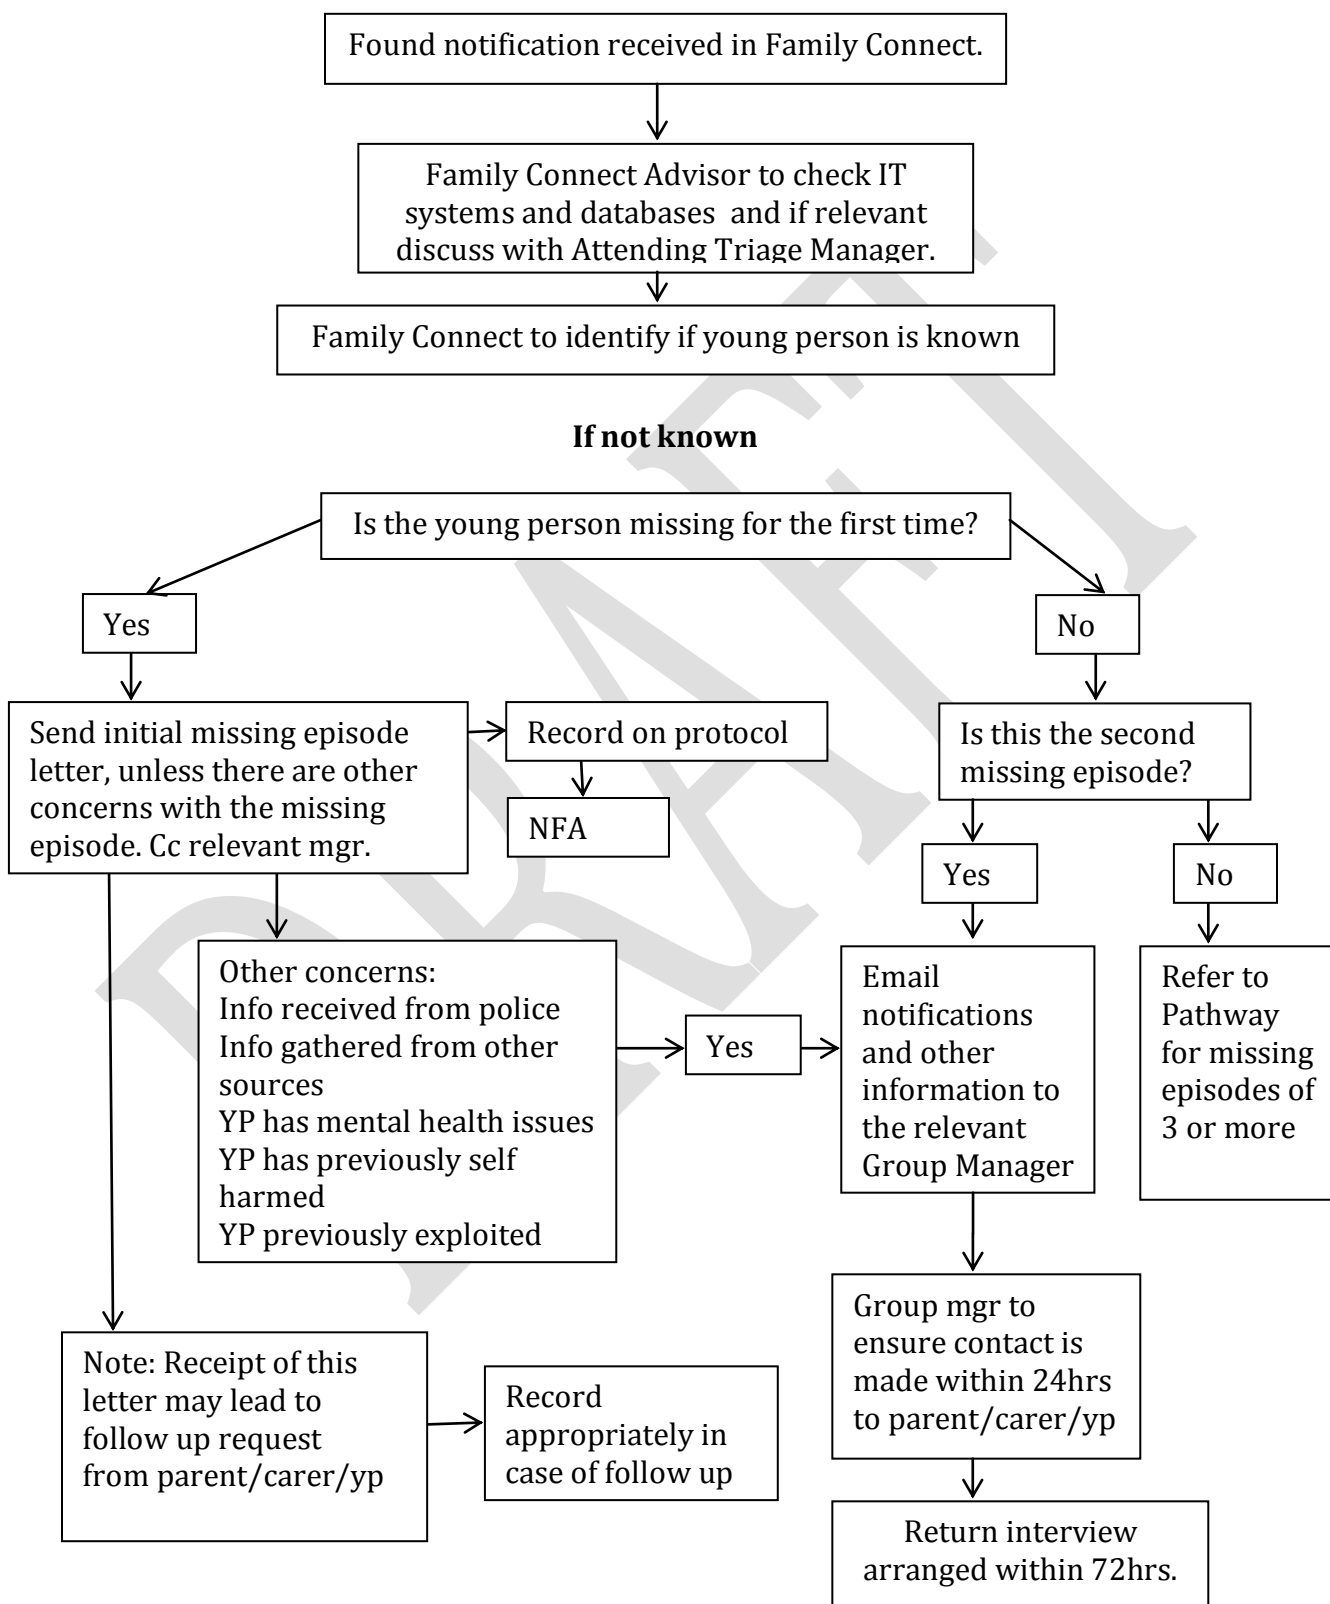 Found notification received in Family Connect.
Family Connect Advisor to check IT
systems and databases and if relevant
discuss with Attending Triage Manager.
Family Connect to identify if young person is known
If not known
Is the young person missing for the first time?
Yes
No
Send initial missing episode
letter, unless there are other
concerns with the missing
episode. Cc relevant mgr.
Record on protocol
NFA
Is this the second
missing episode?
Yes
No
Other concerns:
Info received from police
Info gathered from other
sources
YP has mental health issues
YP has previously self
harmed
YP previously exploited
Yes
Email
notifications
and other
information to
the relevant
Group Manager
Refer to
Pathway
for missing
episodes of
3 or more
Group mgr to
ensure contact is
made within 24hrs
to parent/carer/yp
Note: Receipt of this
letter may lead to
follow up request
from parent/carer/yp
Record
appropriately in
case of follow up
Return interview
arranged within 72hrs.
DRAFT